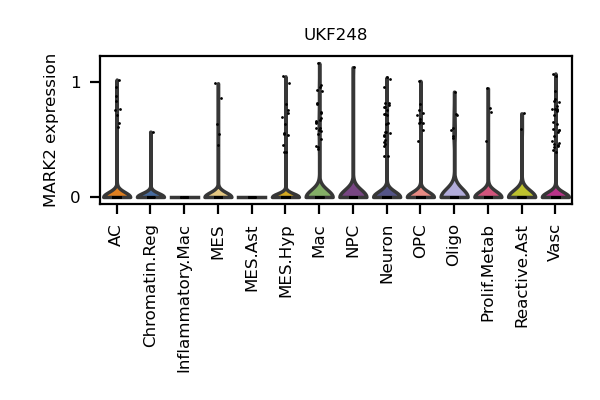 UKF248
MARK2 expression
1
0
AC
Chromatin.Reg
Inflammatory.Mac
MES
MES.Ast
MES.Hyp
Mac
NPC
Neuron
OPC
Oligo
Prolif.Metab
Reactive.Ast
Vasc